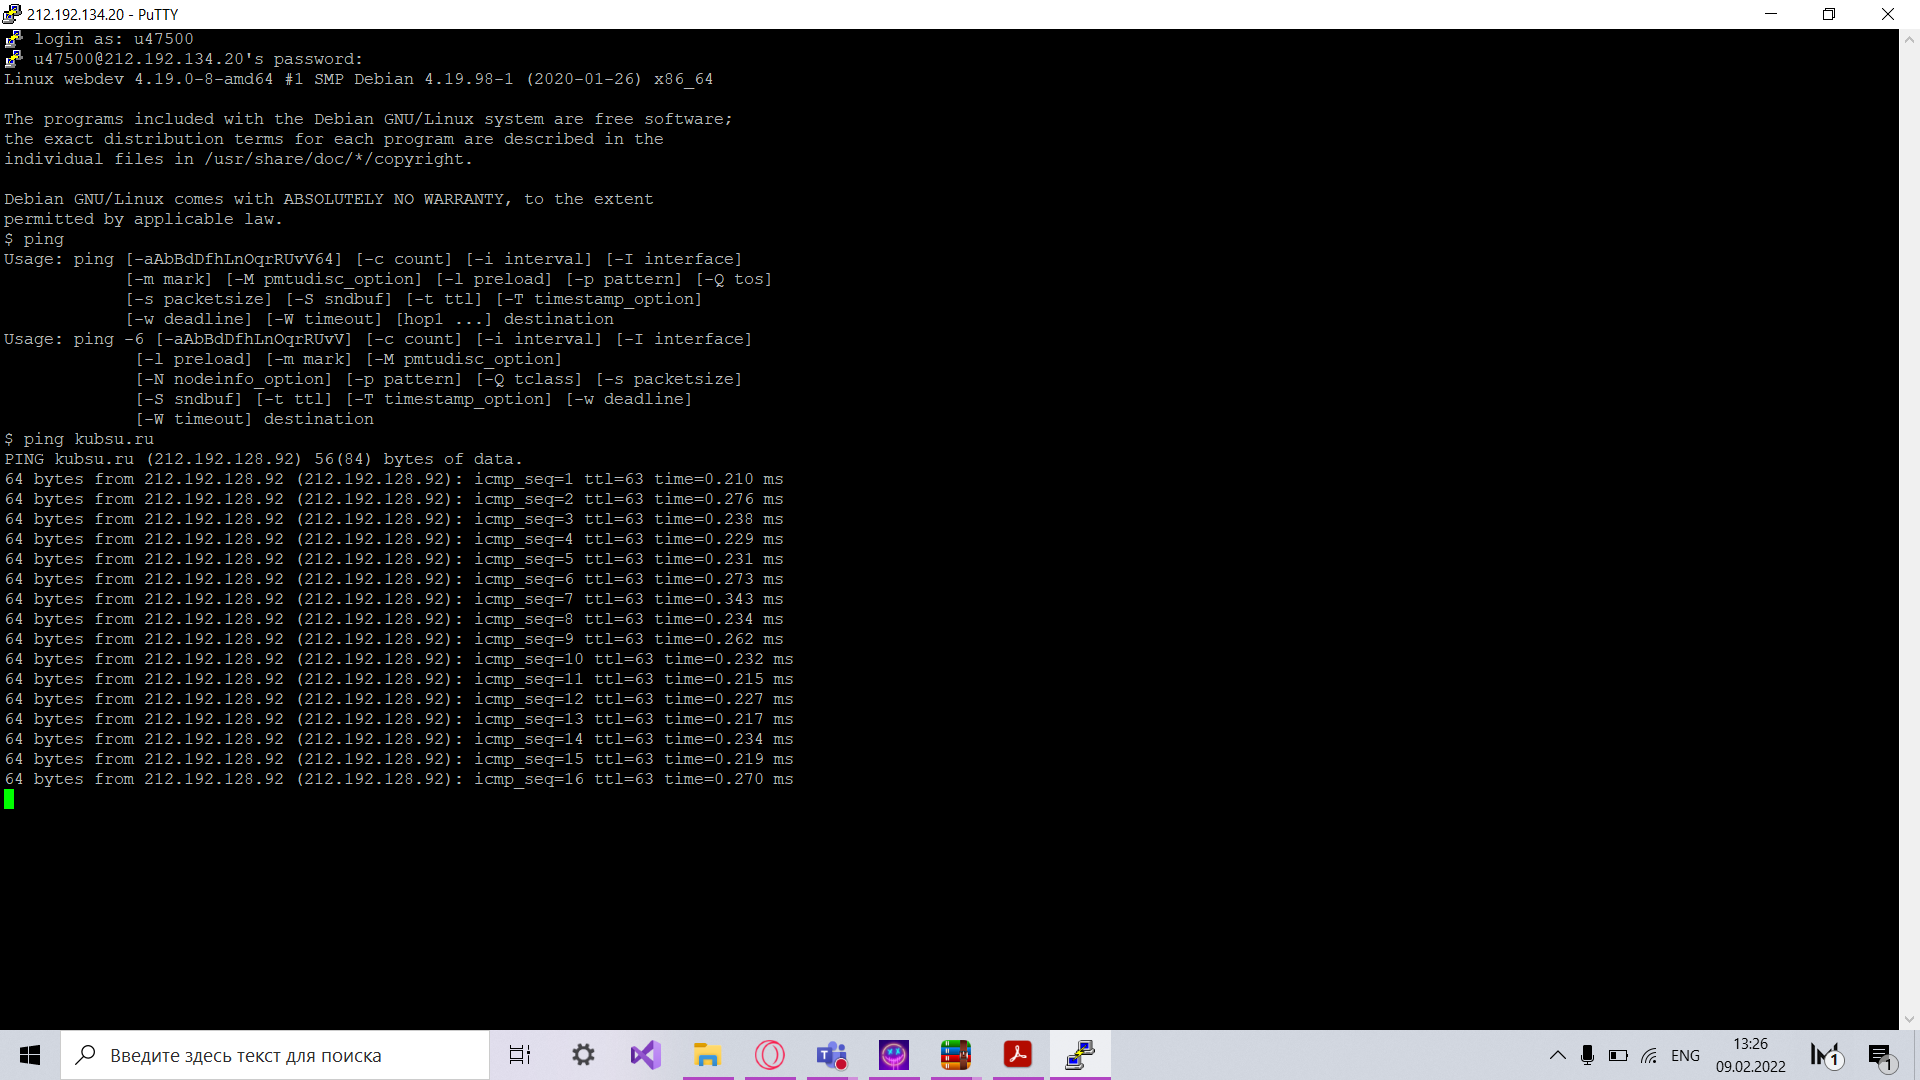 212.192.134.20 - PuTTY
login as: u47500
u47500@212.192.134.20's password:
Linux webdev 4.19.0-8-amd64 #1 SMP Debian 4.19.98-1 (2020-01-26) x86_64
The programs included with the Debian GNU/Linux system are free software;
the exact distribution terms for each program are described in the
individual files in /usr/share/doc/*/copyright.
Debian GNU/Linux comes with ABSOLUTELY NO WARRANTY, to the extent
permitted by applicable law.
$ ping
Usage: ping [-aAbBdDfhLnOqrRUvV64] [-c count] [-i interval] [-I interface]
[-m mark] [-M pmtudisc_option] [-l preload] [-p pattern] [-Q tos]
[-s packetsize] [-S sndbuf] [-t ttl] [-T timestamp_option]
[-w deadline] [-W timeout] [hop1 ...] destination
Usage: ping -6 [-aAbBdDfhLnOqrRUvV] [-c count] [-i interval] [-I interface]
[-l preload] [-m mark] [-M pmtudisc_option]
[-N nodeinfo_option] [-p pattern] [-Q tclass] [-s packetsize]
[-S sndbuf] [-t ttl] [-T timestamp_option] [-w deadline]
[-W timeout] destination
$ ping kubsu.ru
PING kubsu.ru (212.192.128.92) 56(84) bytes of data.
64 bytes from 212.192.128.92 (212.192.128.92): icmp_seq=1 ttl=63 time=0.210 ms
64 bytes from 212.192.128.92 (212.192.128.92): icmp_seq=2 ttl=63 time=0.276 ms
64 bytes from 212.192.128.92 (212.192.128.92): icmp_seq=3 ttl=63 time=0.238 ms
64 bytes from 212.192.128.92 (212.192.128.92): icmp_seq=4 ttl=63 time=0.229 ms
64 bytes from 212.192.128.92 (212.192.128.92): icmp_seq=5 ttl=63 time=0.231 ms
64 bytes from 212.192.128.92 (212.192.128.92): icmp_seq=6 ttl=63 time=0.273 ms
64 bytes from 212.192.128.92 (212.192.128.92): icmp_seq=7 ttl=63 time=0.343 ms
64 bytes from 212.192.128.92 (212.192.128.92): icmp_seq=8 ttl=63 time=0.234 ms
64 bytes from 212.192.128.92 (212.192.128.92): icmp_seq=9 ttl=63 time=0.262 ms
64 bytes from 212.192.128.92 (212.192.128.92): icmp_seq=10 ttl=63 time=0.232 ms
64 bytes from 212.192.128.92 (212.192.128.92): icmp_seq=11 ttl=63 time=0.215 ms
64 bytes from 212.192.128.92 (212.192.128.92): icmp_seq=12 ttl=63 time=0.227 ms
64 bytes from 212.192.128.92 (212.192.128.92): icmp_seq=13 ttl=63 time=0.217 ms
64 bytes from 212.192.128.92 (212.192.128.92): icmp_seq=14 ttl=63 time=0.234 ms
64 bytes from 212.192.128.92 (212.192.128.92): icmp_seq=15 ttl=63 time=0.219 ms
64 bytes from 212.192.128.92 (212.192.128.92): icmp_seq=16 ttl=63 time=0.270 ms
Введите здесь текст для поиска
ENG
13:26
09.02.2022
1
1